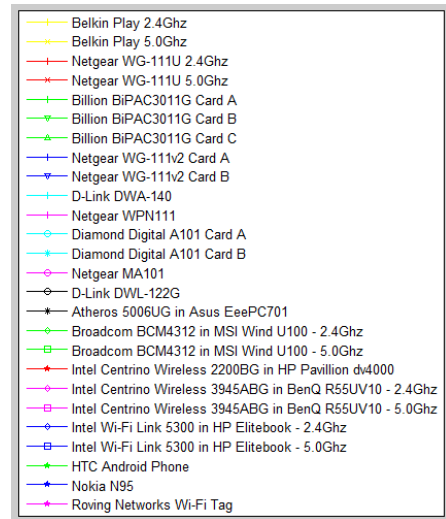 Belkin Play 2.4Ghz
Belkin Play 5.0Ghz
Netgear WG-111U 2.4Ghz
Netgear WG-111U 5.0Ghz
Billion BiPAC3011G Card A
Billion BiPAC3011G Card B
Billion BiPAC3011G Card C
Netgear WG-111v2 Card A
Netgear WG-111v2 Card B
D-Link DWA-140
Netgear WPN111
Diamond Digital A101 Card A
Diamond Digital A101 Card B
Netgear MA101
D-Link DWL-122G
Atheros 5006UG in Asus EeePC701
Broadcom BCM4312 in MSI Wind U100 - 2.4Ghz
Broadcom BCM4312 in MSI Wind U100 - 5.0Ghz
Intel Centrino Wireless 2200BG in HP Pavillion dv4000
Intel Centrino Wireless 3945ABG in BenQ R55UV10 - 2.4Ghz
Intel Centrino Wireless 3945ABG in BenQ R55UV10 - 5.0Ghz
Intel Wi-Fi Link 5300 in HP Elitebook - 2.4Ghz
Intel Wi-Fi Link 5300 in HP Elitebook - 5.0Ghz
HTC Android Phone
Nokia N95
Roving Networks Wi-Fi Tag